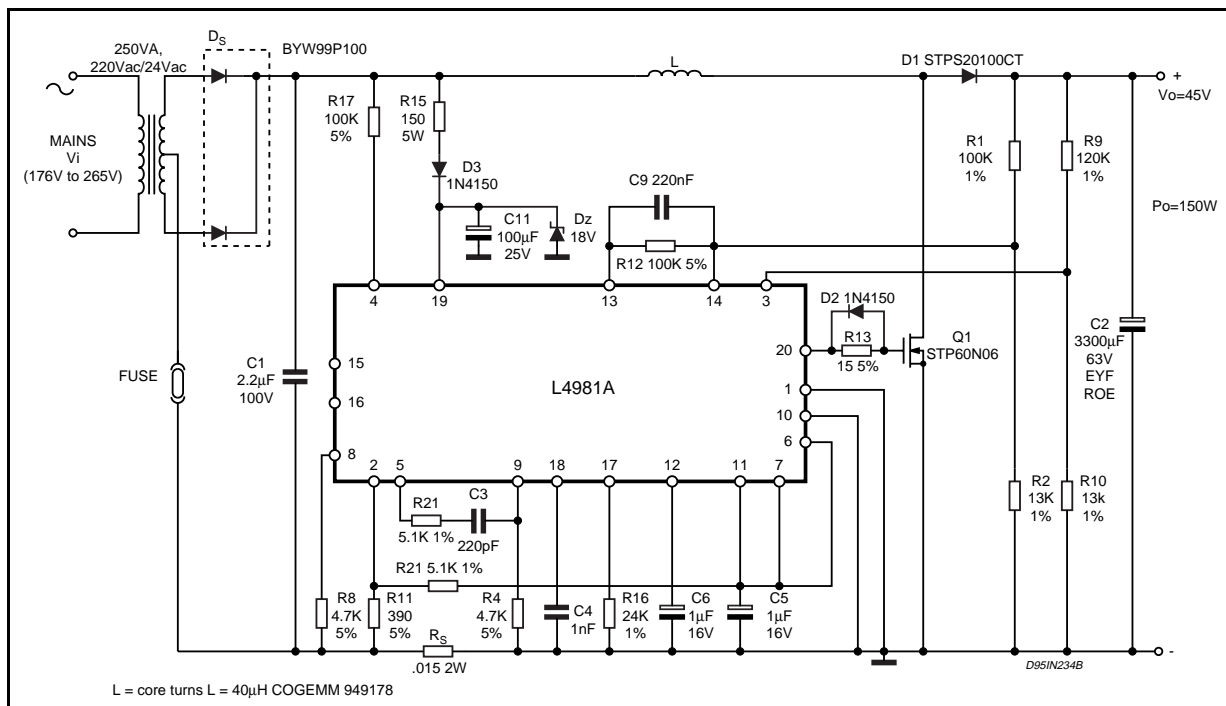 250VA,
220Vac/24Vac
DS
BYW99P100
L
D1 STPS20100CT
+
Vo=45V
MAINS
Vi
(176V to 265V)
R17
100K
5%
R15
150
5W
D3
1N4150
C9 220nF
R1
100K
1%
R9
120K
1%
Po=150W
C11
100µF
25V
Dz
18V
R12 100K 5%
4
19
13
14
3
D2 1N4150
R13
15 5%
Q1
STP60N06
C2
3300µF
63V
EYF
ROE
FUSE
C1
2.2µF
100V
15
16
8
L4981A
20
1
10
6
2
5
9
18
17
12
11
7
R21
5.1K 1%
C3
220pF
R21 5.1K 1%
R2
13K
1%
R10
13k
1%
R8
4.7K
5%
R11
390
5%
RS
.015 2W
R4
4.7K
5%
C4
1nF
R16
24K
1%
C6
1µF
16V
C5
1µF
16V
-
D95IN234B
L = core turns L = 40µH COGEMM 949178